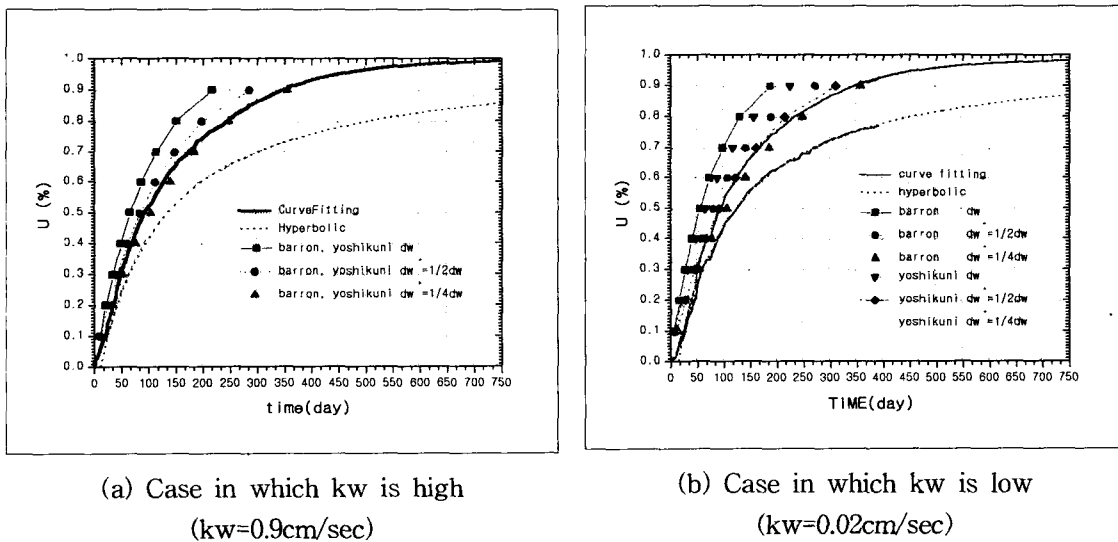 U (%)
1.0
0.9
0.8
0.7
0.6
0.5
0.4
0.3
0.2
0.1
0.0
0 50 100 150 200 250 300 350 400 450 500 550 600 650 700 750
time(day)
CurveFitting
Hyperbolic
barron, yoshikuni dw
barron, yoshikuni dw*=1/2dw
barron, yoshikuni dw*=1/4dw
(a) Case in which kw is high
(kw=0.9cm/sec)
U (%)
1.0
0.9
0.8
0.7
0.6
0.5
0.4
0.3
0.2
0.1
0.0
0 50 100 150 200 250 300 350 400 450 500 550 600 650 700 750
TIME(day)
curve fitting
hyperbolic
barron dw
barron dw*=1/2dw
barron dw*=1/4dw
yoshikuni dw
yoshikuni dw*=1/2dw
yoshikuni dw*=1/4dw
(b) Case in which kw is low
(kw=0.02cm/sec)